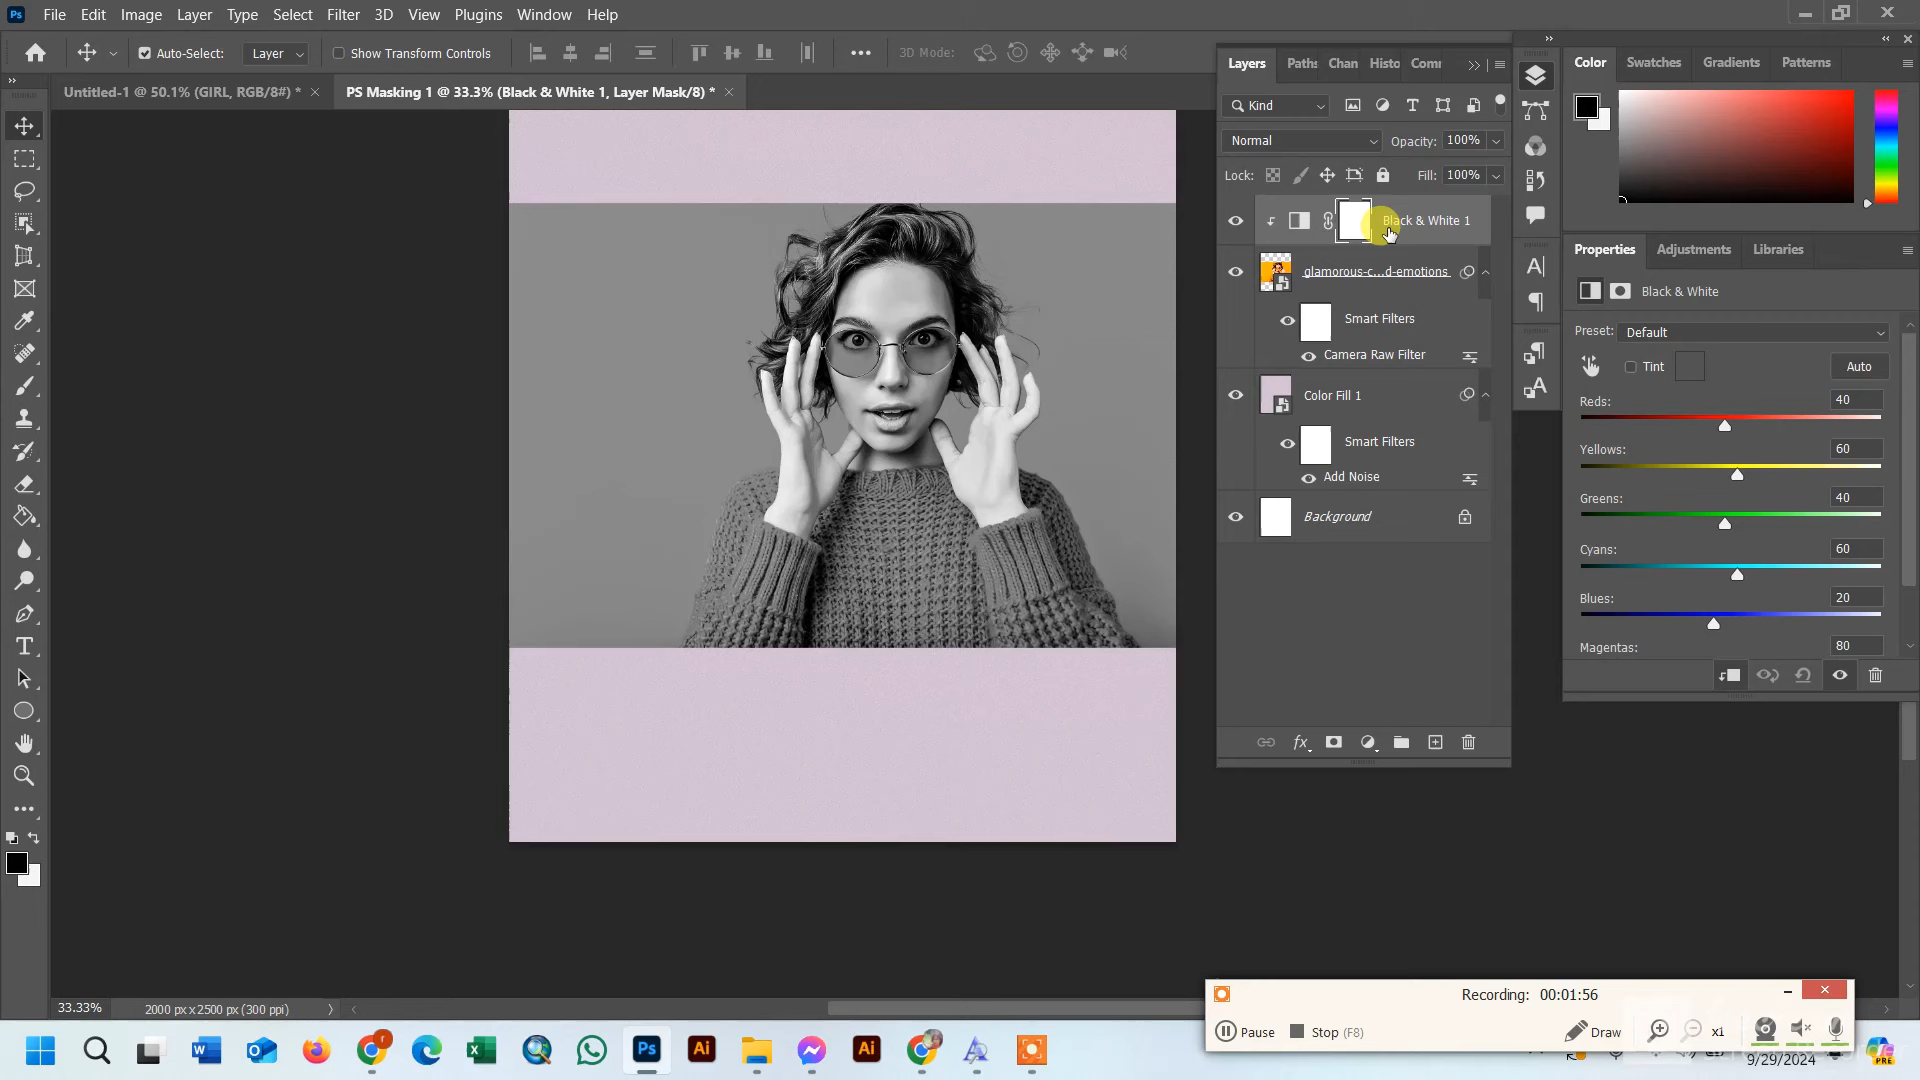 Ps File Edit Image Layer Type Select Filter 3D View Plugins Window Help
Auto-Select: Layer Show Transform Controls 3D Mode:
Untitled-1 @ 50.1% (GIRL, RGB/8#) * PS Masking 1 @ 33.3% (Black & White 1, Layer Mask/8) *
Layers Paths Chan Histo Comm
Kind
Normal Opacity: 100%
Lock: Fill: 100%
Black & White 1
glamorous-c...d-emotions
Smart Filters
Camera Raw Filter
Color Fill 1
Smart Filters
Add Noise
Background
fx
Color Swatches Gradients Patterns
Properties Adjustments Libraries
Black & White
Preset: Default
Tint Auto
Reds: 40
Yellows: 60
Greens: 40
Cyans: 60
Blues: 20
Magentas: 80
33.33% 2000 px x 2500 px (300 ppi)
Recording: 00:01:56
Pause Stop (F8) Draw x1
9/29/2024
PRE